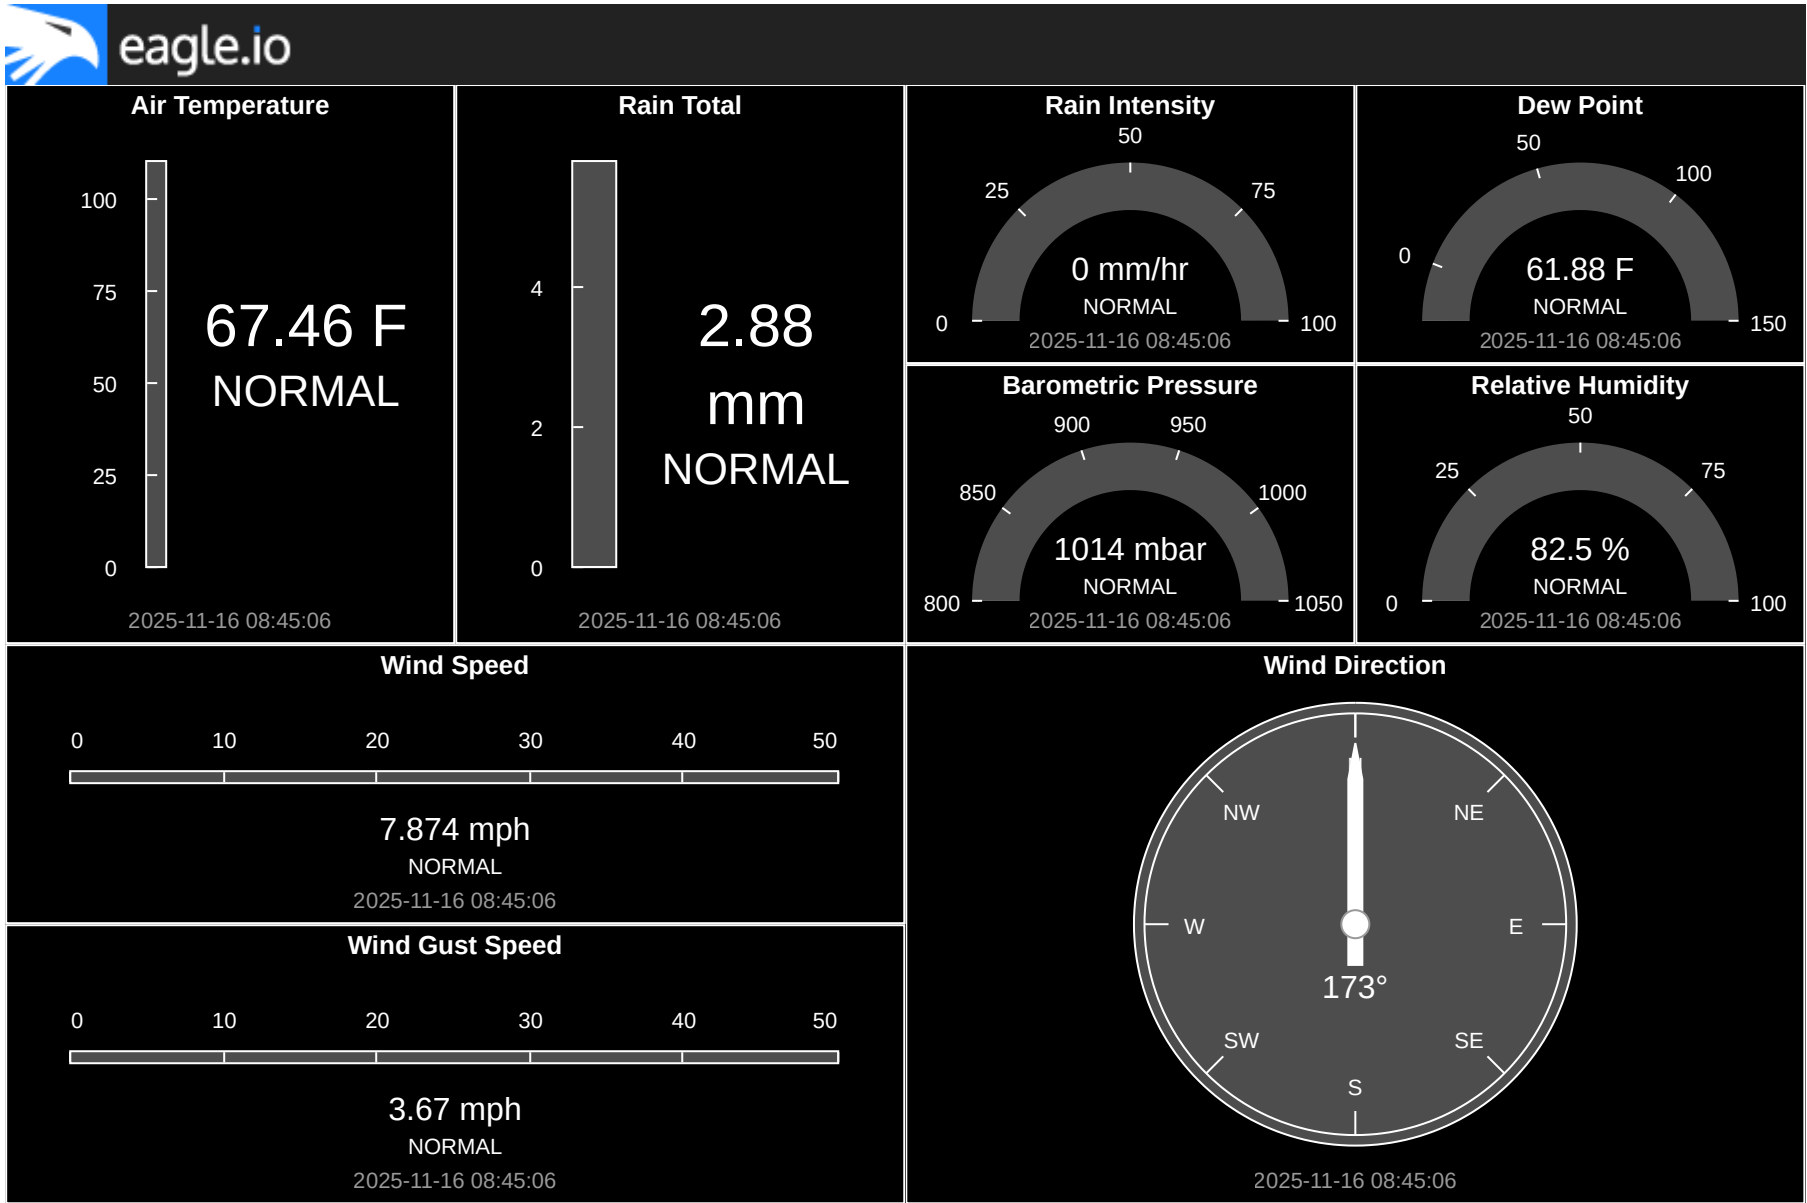 eagle.io
Air Temperature
100
75
50
25
0
67.46 F
NORMAL
2025-11-16 08:45:06
Rain Total
4
2
0
2.88
mm
NORMAL
2025-11-16 08:45:06
Rain Intensity
50
25
75
0
100
0 mm/hr
NORMAL
2025-11-16 08:45:06
Dew Point
50
100
0
150
61.88 F
NORMAL
2025-11-16 08:45:06
Barometric Pressure
900
950
850
1000
800
1050
1014 mbar
NORMAL
2025-11-16 08:45:06
Relative Humidity
50
25
75
0
100
82.5 %
NORMAL
2025-11-16 08:45:06
Wind Speed
0 10 20 30 40 50
7.874 mph
NORMAL
2025-11-16 08:45:06
Wind Gust Speed
0 10 20 30 40 50
3.67 mph
NORMAL
2025-11-16 08:45:06
Wind Direction
NW NE
W E
173°
SW SE
S
2025-11-16 08:45:06